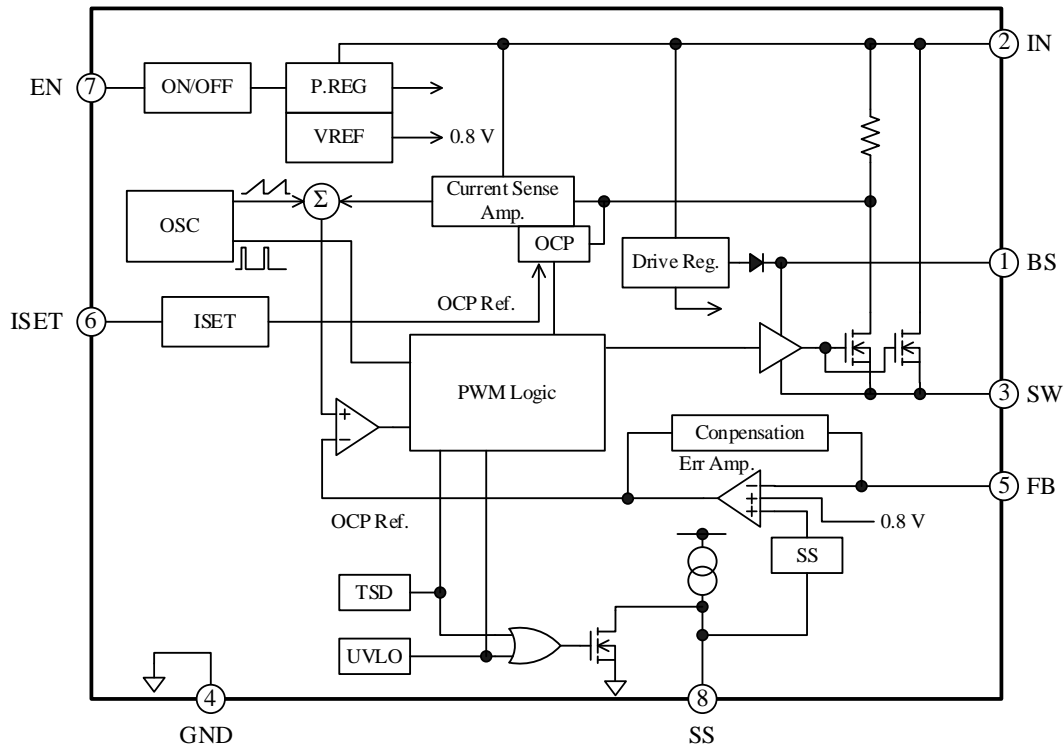 2
IN
EN
7
ON/OFF
P.REG
VREF
0.8 V
Current Sense
Amp.
OSC
Σ
OCP
Drive Reg.
1
BS
OCP Ref.
ISET
6
ISET
PWM Logic
3
SW
+
−
Conpensation
Err Amp.
−
+
+
5
FB
0.8 V
OCP Ref.
SS
TSD
UVLO
4
GND
8
SS